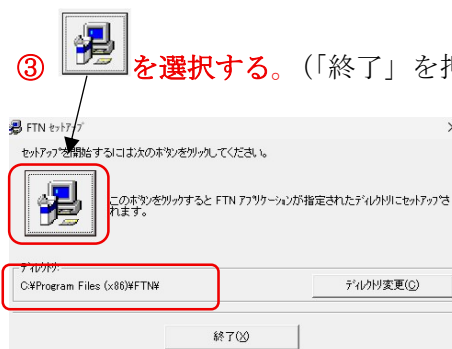 ③ を選択する。（「終了」を押
FTN セットアップ
セットアップを開始するには次のボタンをクリックしてください。
このボタンをクリックすると FTN アプリケーションが指定されたディレクトリにセットアップさ
れます。
ディレクトリ:
C:¥Program Files (x86)¥FTN¥
ディレクトリ変更(C)
終了(X)